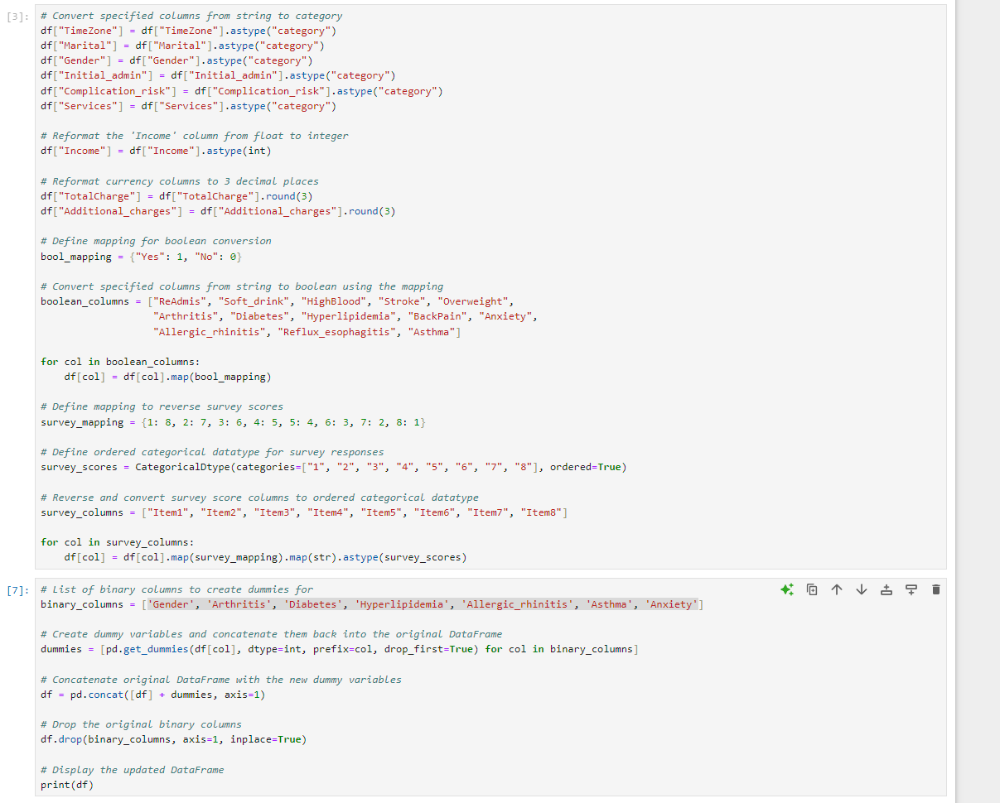 [3]:
# Convert specified columns from string to category
df["TimeZone"] = df["TimeZone"].astype("category")
df["Marital"] = df["Marital"].astype("category")
df["Gender"] = df["Gender"].astype("category")
df["Initial_admin"] = df["Initial_admin"].astype("category")
df["Complication_risk"] = df["Complication_risk"].astype("category")
df["Services"] = df["Services"].astype("category")

# Reformat the 'Income' column from float to integer
df["Income"] = df["Income"].astype(int)

# Reformat currency columns to 3 decimal places
df["TotalCharge"] = df["TotalCharge"].round(3)
df["Additional_charges"] = df["Additional_charges"].round(3)

# Define mapping for boolean conversion
bool_mapping = {"Yes": 1, "No": 0}

# Convert specified columns from string to boolean using the mapping
boolean_columns = ["ReAdmis", "Soft_drink", "HighBlood", "Stroke", "Overweight",
                   "Arthritis", "Diabetes", "Hyperlipidemia", "BackPain", "Anxiety",
                   "Allergic_rhinitis", "Reflux_esophagitis", "Asthma"]

for col in boolean_columns:
    df[col] = df[col].map(bool_mapping)

# Define mapping to reverse survey scores
survey_mapping = {1: 8, 2: 7, 3: 6, 4: 5, 5: 4, 6: 3, 7: 2, 8: 1}

# Define ordered categorical datatype for survey responses
survey_scores = CategoricalDtype(categories=["1", "2", "3", "4", "5", "6", "7", "8"], ordered=True)

# Reverse and convert survey score columns to ordered categorical datatype
survey_columns = ["Item1", "Item2", "Item3", "Item4", "Item5", "Item6", "Item7", "Item8"]

for col in survey_columns:
    df[col] = df[col].map(survey_mapping).map(str).astype(survey_scores)

[7]:
# List of binary columns to create dummies for
binary_columns = ['Gender', 'Arthritis', 'Diabetes', 'Hyperlipidemia', 'Allergic_rhinitis', 'Asthma', 'Anxiety']

# Create dummy variables and concatenate them back into the original DataFrame
dummies = [pd.get_dummies(df[col], dtype=int, prefix=col, drop_first=True) for col in binary_columns]

# Concatenate original DataFrame with the new dummy variables
df = pd.concat([df] + dummies, axis=1)

# Drop the original binary columns
df.drop(binary_columns, axis=1, inplace=True)

# Display the updated DataFrame
print(df)